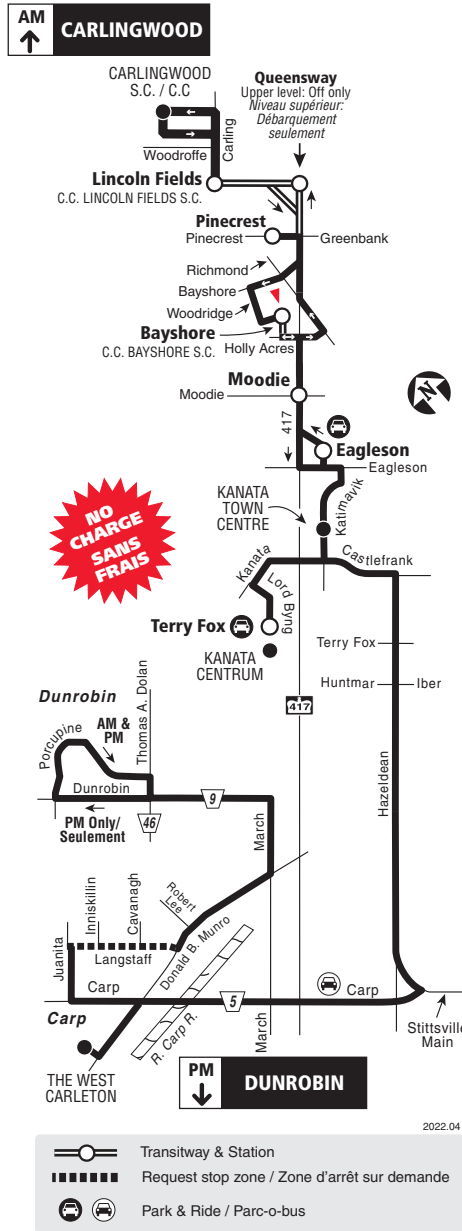 AM
CARLINGWOOD
CARLINGWOOD
S.C. / C.C
Queensway
Upper level: Off only
Niveau supérieur:
Débarquement
seulement
Carling
Woodroffe
Lincoln Fields
C.C. LINCOLN FIELDS S.C.
Pinecrest
Pinecrest
Greenbank
Richmond
Bayshore
Woodridge
Bayshore
C.C. BAYSHORE S.C.
Holly Acres
Moodie
Moodie
N
417
Eagleson
Eagleson
KANATA
TOWN
CENTRE
Katimavik
NO
CHARGE
SANS
FRAIS
Kanata
Lord Byng
Castlefrank
Terry Fox
KANATA
CENTRUM
Terry Fox
Huntmar
Iber
417
Hazeldean
Dunrobin
Thomas A. Dolan
Porcupine
AM &
PM
Dunrobin
PM Only/
Seulement
46
9
March
Robert
Lee
Inniskillin
Cavanagh
Juanita
Langstaff
Donald B. Munro
R. Carp R.
Carp
5
Carp
Carp
March
Stittsville
Main
THE WEST
CARLETON
PM
DUNROBIN
2022.04
Transitway & Station
Request stop zone / Zone d'arrêt sur demande
Park & Ride / Parc-o-bus